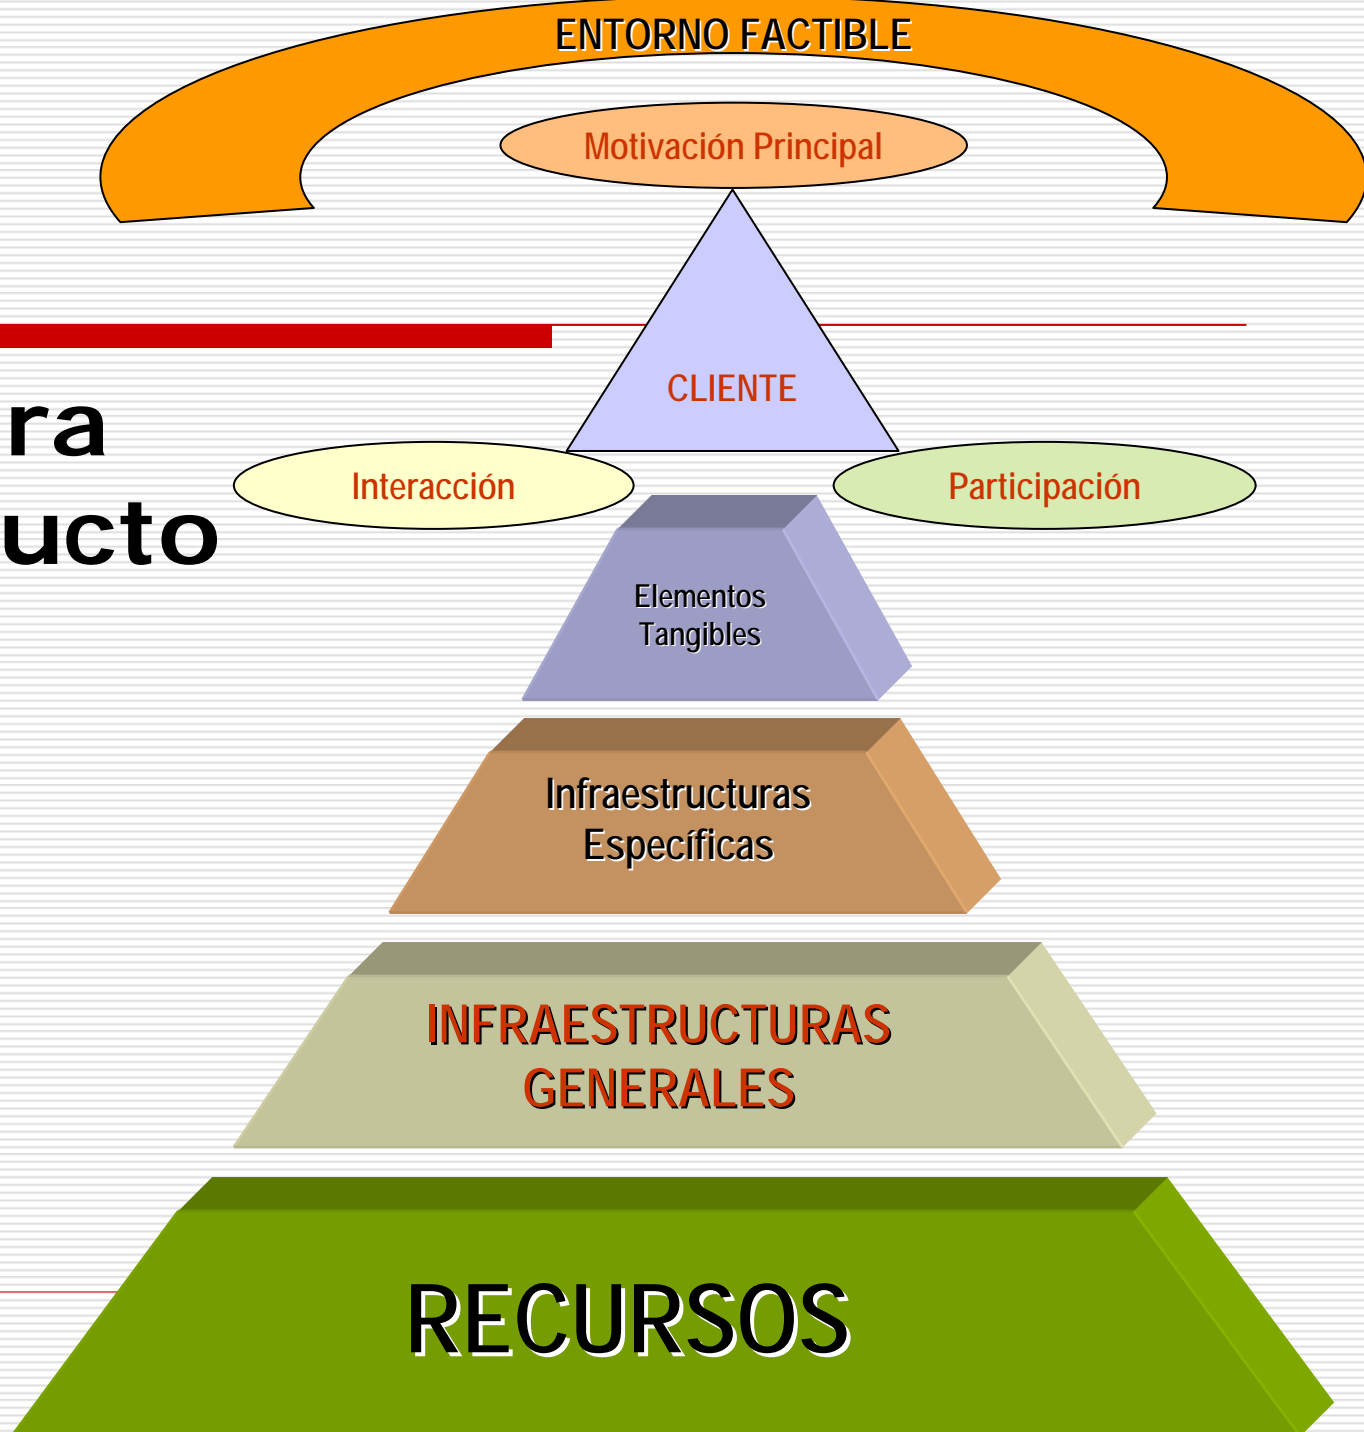 ENTORNO FACTIBLE
Motivación Principal
CLIENTE
ra
ucto
Interacción
Participación
Elementos
Tangibles
Infraestructuras
Específicas
INFRAESTRUCTURAS
GENERALES
RECURSOS